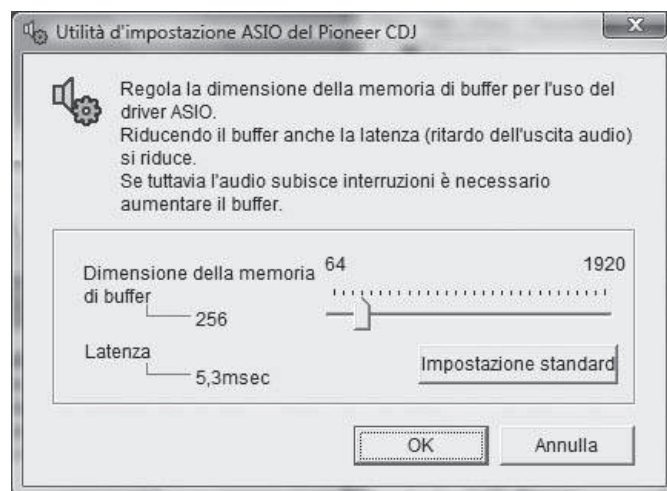 Utilità d'impostazione ASIO del Pioneer CDJ
Regola la dimensione della memoria di buffer per l'uso del
driver ASIO.
Riducendo il buffer anche la latenza (ritardo dell'uscita audio)
si riduce.
Se tuttavia l'audio subisce interruzioni è necessario
aumentare il buffer.
Dimensione della memoria
di buffer
256
64
1920
Latenza
5,3msec
Impostazione standard
OK
Annulla